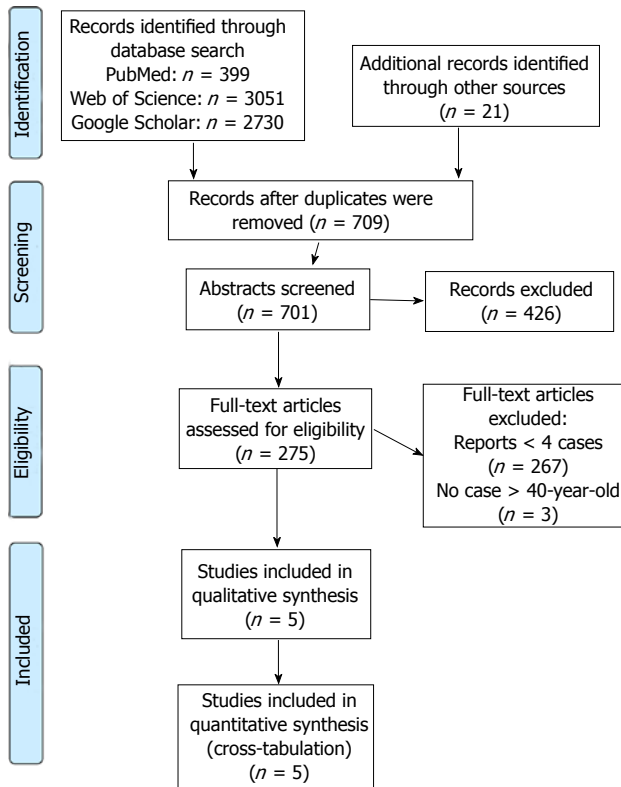 Identification
Records identified through
database search
PubMed: n = 399
Web of Science: n = 3051
Google Scholar: n = 2730
Additional records identified
through other sources
(n = 21)
Screening
Records after duplicates were
removed (n = 709)
Abstracts screened
(n = 701)
Records excluded
(n = 426)
Eligibility
Full-text articles
assessed for eligibility
(n = 275)
Full-text articles
excluded:
Reports < 4 cases
(n = 267)
No case > 40-year-old
(n = 3)
Included
Studies included in
qualitative synthesis
(n = 5)
Studies included in
quantitative synthesis
(cross-tabulation)
(n = 5)